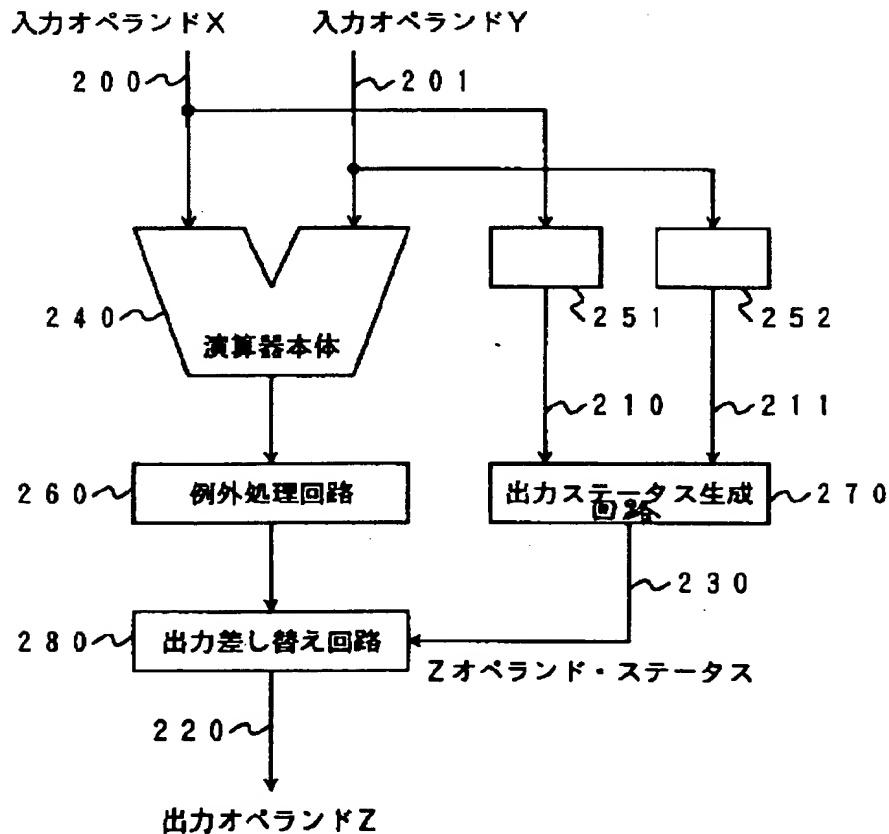 入力オペランドX 入力オペランドY
200 201
240 演算器本体 251 252
210 211
260 例外処理回路 出力ステータス生成 270
回路
230
280 出力差し替え回路
Zオペランド・ステータス
220
出力オペランドZ